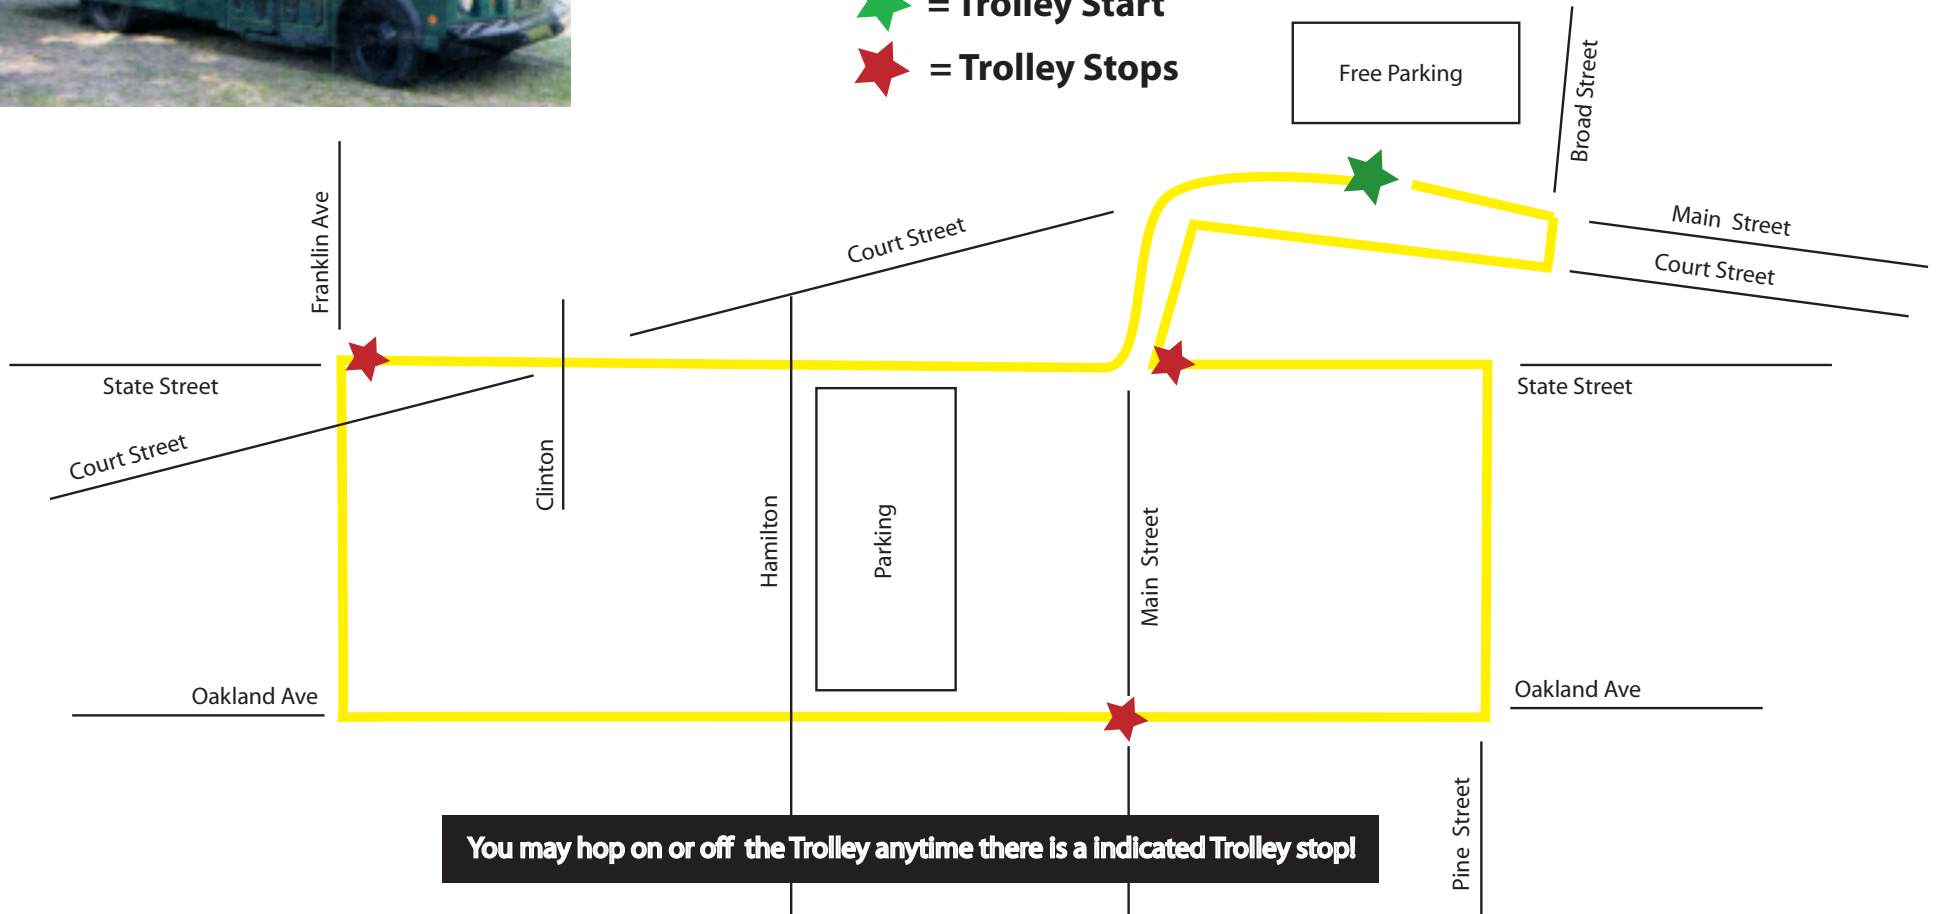 = Trolley Start
= Trolley Stops
Free Parking
Broad Street
Franklin Ave
Court Street
Main Street
Court Street
State Street
State Street
Court Street
Clinton
Hamilton
Parking
Main Street
Oakland Ave
Oakland Ave
Pine Street
You may hop on or off the Trolley anytime there is a indicated Trolley stop!